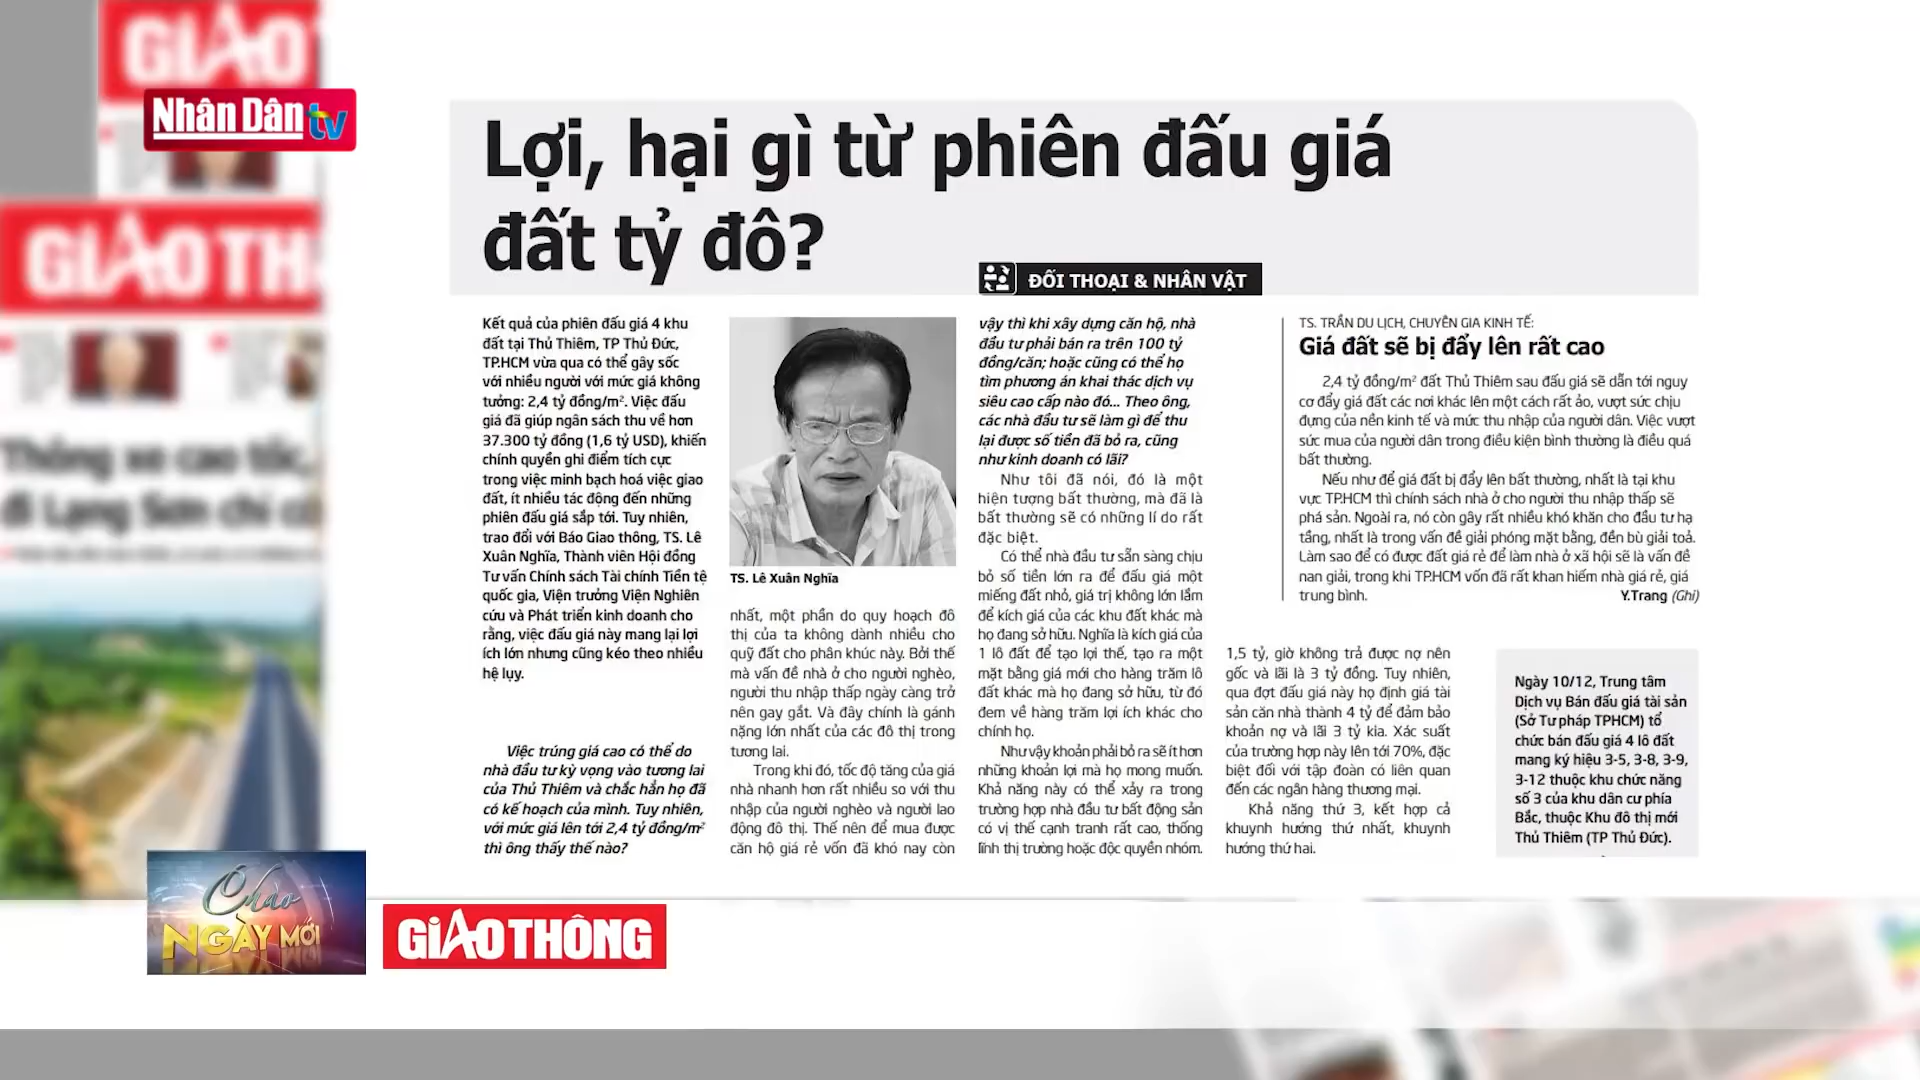 GIAO
Nhân Dân tv
GIAO TH
Thông xe cao tốc,
đi Lạng Sơn chỉ c
Lợi, hại gì từ phiên đấu giá
đất tỷ đô?
ĐỐI THOẠI & NHÂN VẬT
Kết quả của phiên đấu giá 4 khu
đất tại Thủ Thiêm, TP Thủ Đức,
TP.HCM vừa qua có thể gây sốc
với nhiều người với mức giá không
tưởng: 2,4 tỷ đồng/m². Việc đấu
giá đã giúp ngân sách thu về hơn
37.300 tỷ đồng (1,6 tỷ USD), khiến
chính quyền ghi điểm tích cực
trong việc minh bạch hoá việc giao
đất, ít nhiều tác động đến những
phiên đấu giá sắp tới. Tuy nhiên,
trao đổi với Báo Giao thông, TS. Lê
Xuân Nghĩa, Thành viên Hội đồng
Tư vấn Chính sách Tài chính Tiền tệ
quốc gia, Viện trưởng Viện Nghiên
cứu và Phát triển kinh doanh cho
rằng, việc đấu giá này mang lại lợi
ích lớn nhưng cũng kéo theo nhiều
hệ lụy.
Việc trúng giá cao có thể do
nhà đầu tư kỳ vọng vào tương lai
của Thủ Thiêm và chắc hẳn họ đã
có kế hoạch của mình. Tuy nhiên,
với mức giá lên tới 2,4 tỷ đồng/m²
thì ông thấy thế nào?
TS. Lê Xuân Nghĩa
nhất, một phần do quy hoạch đô
thị của ta không dành nhiều cho
quỹ đất cho phân khúc này. Bởi thế
mà vấn đề nhà ở cho người nghèo,
người thu nhập thấp ngày càng trở
nên gay gắt. Và đây chính là gánh
nặng lớn nhất của các đô thị trong
tương lai.
Trong khi đó, tốc độ tăng của giá
nhà nhanh hơn rất nhiều so với thu
nhập của người nghèo và người lao
động đô thị. Thế nên để mua được
căn hộ giá rẻ vốn đã khó nay còn
vậy thì khi xây dựng căn hộ, nhà
đầu tư phải bán ra trên 100 tỷ
đồng/căn; hoặc cũng có thể họ
tìm phương án khai thác dịch vụ
siêu cao cấp nào đó... Theo ông,
các nhà đầu tư sẽ làm gì để thu
lại được số tiền đã bỏ ra, cũng
như kinh doanh có lãi?
Như tôi đã nói, đó là một
hiện tượng bất thường, mà đã là
bất thường sẽ có những lí do rất
đặc biệt.
Có thể nhà đầu tư sẵn sàng chịu
bỏ số tiền lớn ra để đấu giá một
miếng đất nhỏ, giá trị không lớn lắm
để kích giá của các khu đất khác mà
họ đang sở hữu. Nghĩa là kích giá của
1 lô đất để tạo lợi thế, tạo ra một
mặt bằng giá mới cho hàng trăm lô
đất khác mà họ đang sở hữu, từ đó
đem về hàng trăm lợi ích khác cho
chính họ.
Như vậy khoản phải bỏ ra sẽ ít hơn
những khoản lợi mà họ mong muốn.
Khả năng này có thể xảy ra trong
trường hợp nhà đầu tư bất động sản
có vị thế cạnh tranh rất cao, thống
lĩnh thị trường hoặc độc quyền nhóm.
TS. TRẦN DU LỊCH, CHUYÊN GIA KINH TẾ:
Giá đất sẽ bị đẩy lên rất cao
2,4 tỷ đồng/m² đất Thủ Thiêm sau đấu giá sẽ dẫn tới nguy
cơ đẩy giá đất các nơi khác lên một cách rất ảo, vượt sức chịu
đựng của nền kinh tế và mức thu nhập của người dân. Việc vượt
sức mua của người dân trong điều kiện bình thường là điều quá
bất thường.
Nếu như để giá đất bị đẩy lên bất thường, nhất là tại khu
vực TP.HCM thì chính sách nhà ở cho người thu nhập thấp sẽ
phá sản. Ngoài ra, nó còn gây rất nhiều khó khăn cho đầu tư hạ
tầng, nhất là trong vấn đề giải phóng mặt bằng, đền bù giải toả.
Làm sao để có được đất giá rẻ để làm nhà ở xã hội sẽ là vấn đề
nan giải, trong khi TP.HCM vốn đã rất khan hiếm nhà giá rẻ, giá
trung bình.
Y.Trang (Ghi)
1,5 tỷ, giờ không trả được nợ nên
gốc và lãi là 3 tỷ đồng. Tuy nhiên,
qua đợt đấu giá này họ định giá tài
sản căn nhà thành 4 tỷ để đảm bảo
khoản nợ và lãi 3 tỷ kia. Xác suất
của trường hợp này lên tới 70%, đặc
biệt đối với tập đoàn có liên quan
đến các ngân hàng thương mại.
Khả năng thứ 3, kết hợp cả
khuynh hướng thứ nhất, khuynh
hướng thứ hai.
Ngày 10/12, Trung tâm
Dịch vụ Bán đấu giá tài sản
(Sở Tư pháp TPHCM) tổ
chức bán đấu giá 4 lô đất
mang ký hiệu 3-5, 3-8, 3-9,
3-12 thuộc khu chức năng
số 3 của khu dân cư phía
Bắc, thuộc Khu đô thị mới
Thủ Thiêm (TP Thủ Đức).
Chào
NGÀY MỚI
GIAO THÔNG